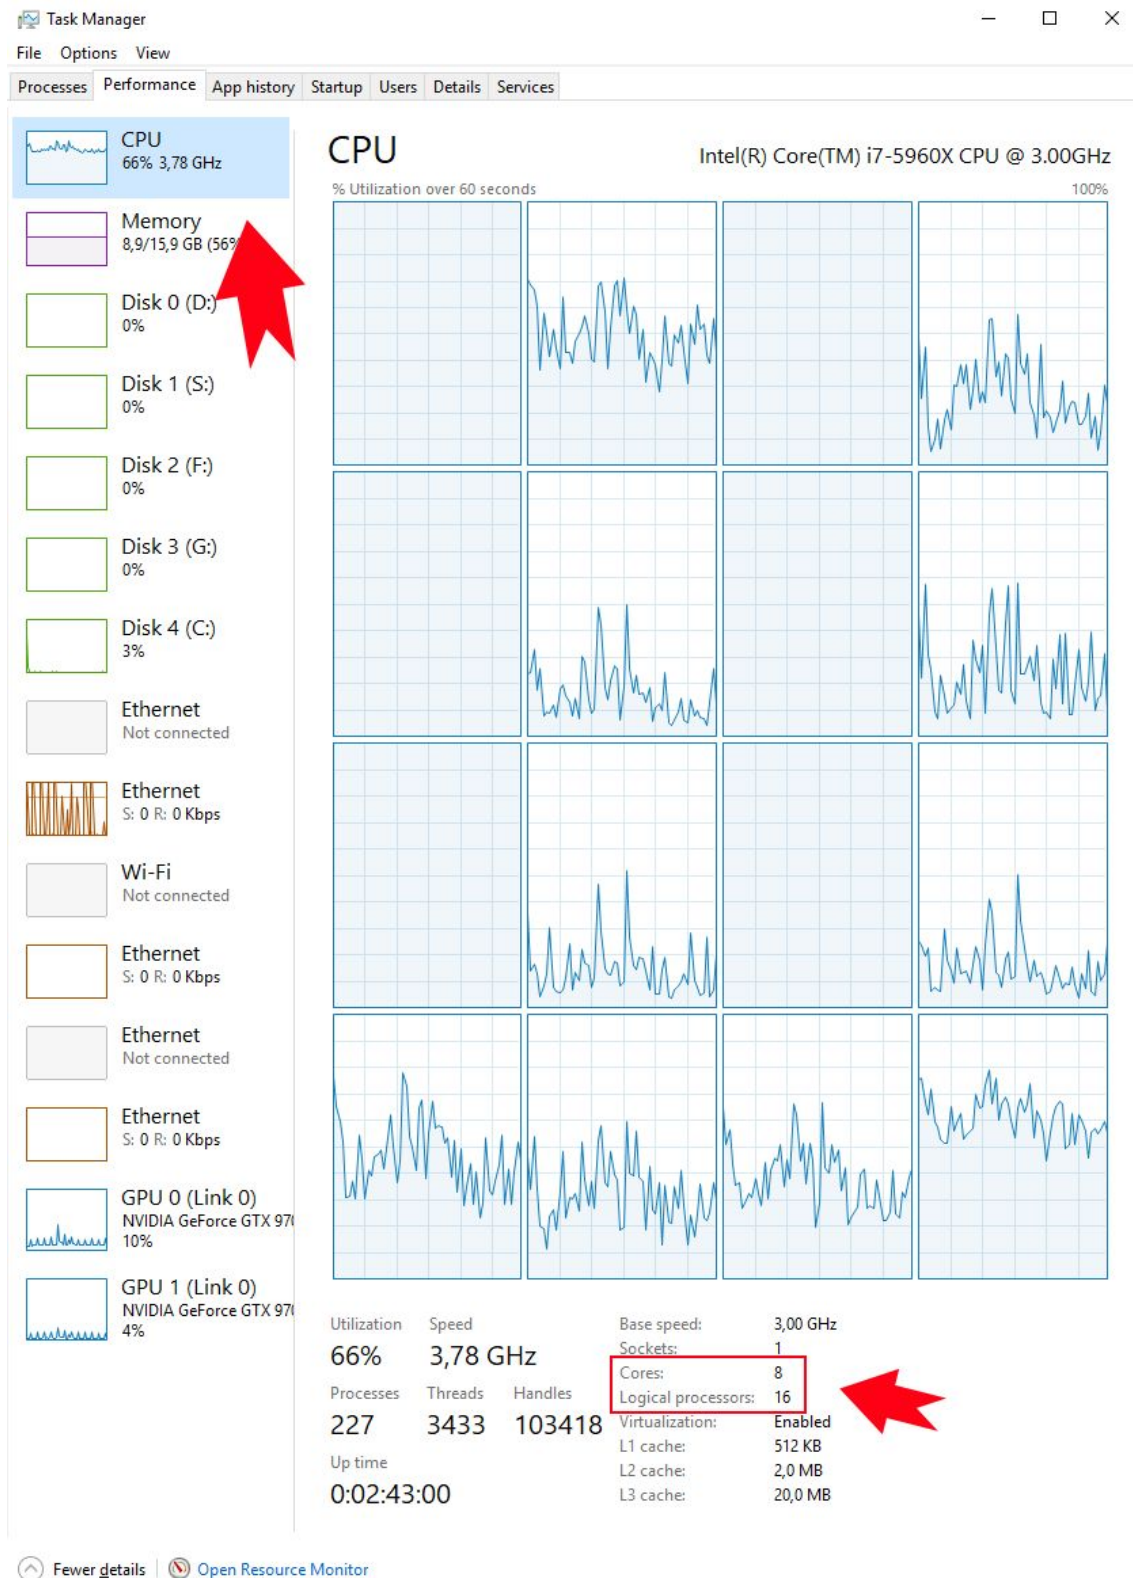 Task Manager
File Options View
Processes Performance App history Startup Users Details Services
CPU
66% 3,78 GHz
Memory
8,9/15,9 GB (56%
Disk 0 (D:)
0%
Disk 1 (S:)
0%
Disk 2 (F:)
0%
Disk 3 (G:)
0%
Disk 4 (C:)
3%
Ethernet
Not connected
Ethernet
S: 0 R: 0 Kbps
Wi-Fi
Not connected
Ethernet
S: 0 R: 0 Kbps
Ethernet
Not connected
Ethernet
S: 0 R: 0 Kbps
GPU 0 (Link 0)
NVIDIA GeForce GTX 970
10%
GPU 1 (Link 0)
NVIDIA GeForce GTX 970
4%
CPU
Intel(R) Core(TM) i7-5960X CPU @ 3.00GHz
% Utilization over 60 seconds 100%
Utilization Speed
66% 3,78 GHz
Processes Threads Handles
227 3433 103418
Up time
0:02:43:00
Base speed: 3,00 GHz
Sockets: 1
Cores: 8
Logical processors: 16
Virtualization: Enabled
L1 cache: 512 KB
L2 cache: 2,0 MB
L3 cache: 20,0 MB
Fewer details Open Resource Monitor